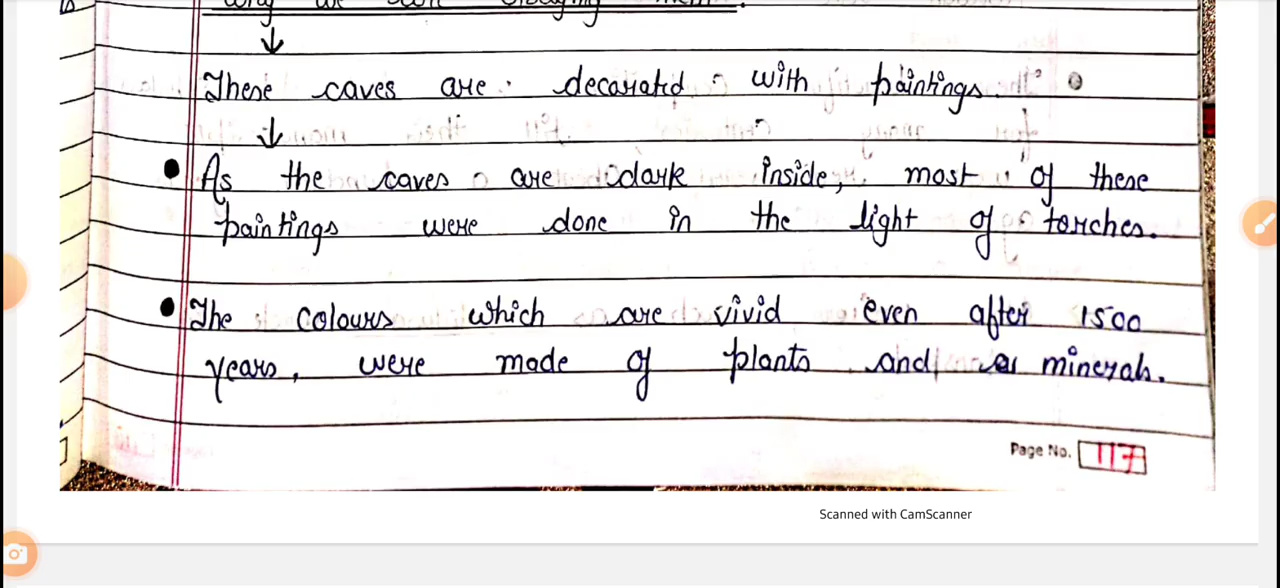 These caves are decorated with paintings.
As the caves are dark inside, most of these
paintings were done in the light of torches.
The colours which are vivid even after 1500
years, were made of plants and minerals.
Page No. 117
Scanned with CamScanner